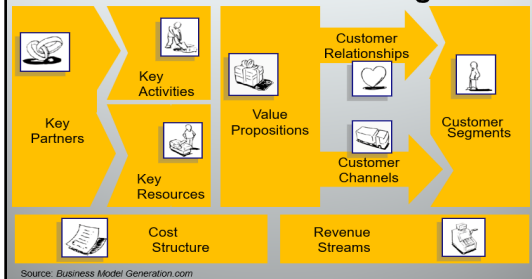 Key
Partners
Key
Activities
Key
Resources
Value
Propositions
Customer
Relationships
Customer
Channels
Customer
Segments
Cost
Structure
Revenue
Streams
Source: Business Model Generation.com